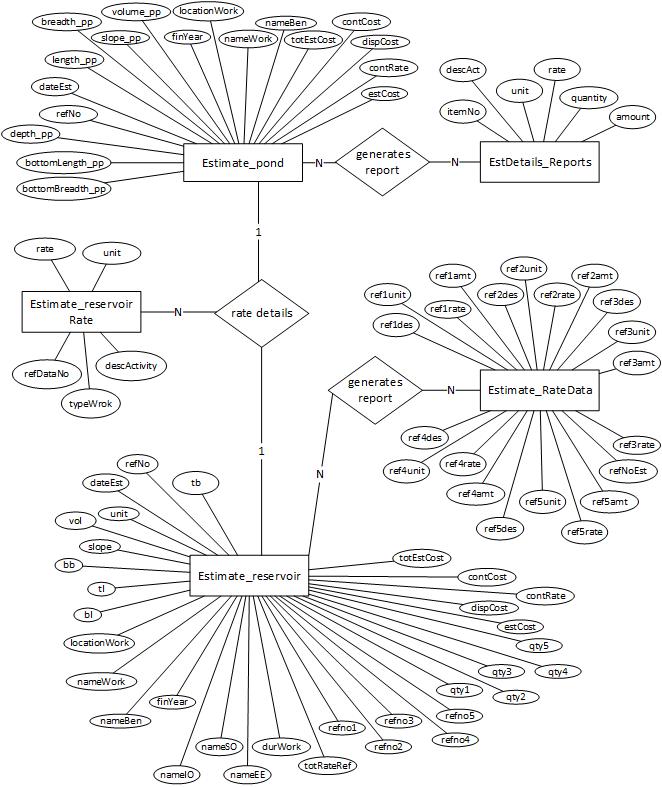 volume_pp
locationWork
breadth_pp
nameBen
contCost
slope_pp
finYear
nameWork
totEstCost
dispCost
length_pp
contRate
descAct
rate
dateEst
estCost
unit
quantity
refNo
itemNo
amount
depth_pp
bottomLength_pp
Estimate_pond
N
generates
report
N
EstDetails_Reports
bottomBreadth_pp
1
rate
unit
ref2unit
ref1amt
ref2amt
ref1unit
ref2des
ref2rate
ref3des
Estimate_reservoir
Rate
N
rate details
ref1rate
ref1des
ref3unit
ref3amt
refDataNo
descActivity
generates
report
N
Estimate_RateData
typeWrok
ref4des
ref3rate
1
refNo
N
ref4unit
ref4rate
refNoEst
dateEst
tb
ref4amt
ref5unit
ref5amt
vol
unit
ref5des
ref5rate
slope
totEstCost
bb
Estimate_reservoir
contCost
tl
contRate
bl
dispCost
estCost
locationWork
qty5
nameWork
qty3
qty4
qty1
qty2
finYear
nameBen
refno1
refno3
refno5
nameSO
durWork
refno2
refno4
nameIO
nameEE
totRateRef